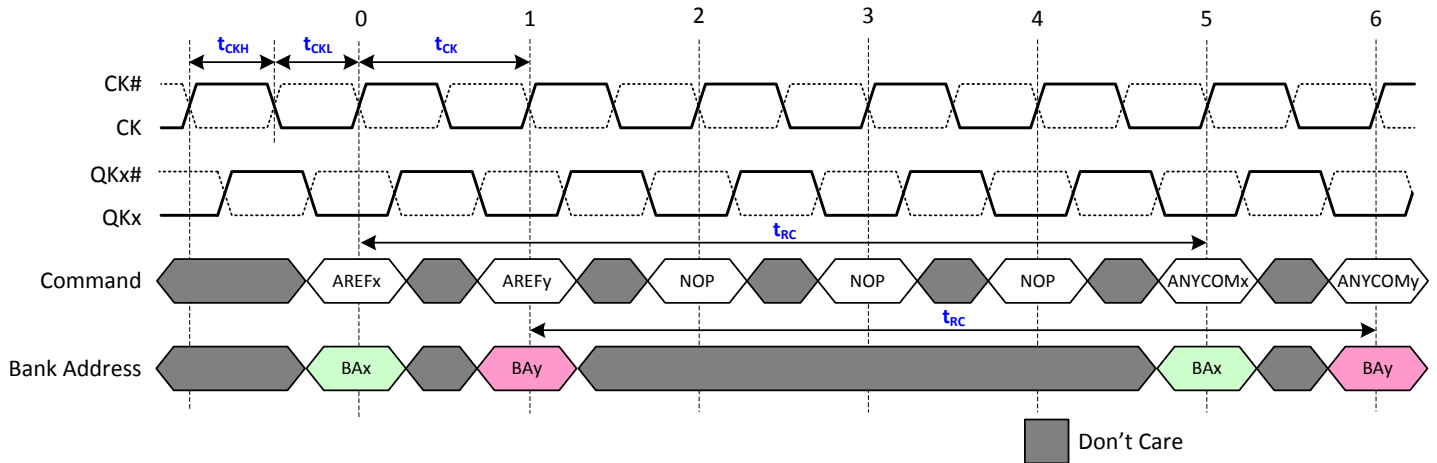 0 1 2 3 4 5 6
tCKH tCKL tCK
CK#
CK
QKx#
QKx
tRC
Command AREFx AREFy NOP NOP NOP ANYCOMx ANYCOMy
tRC
Bank Address BAx BAy BAx BAy
Don't Care